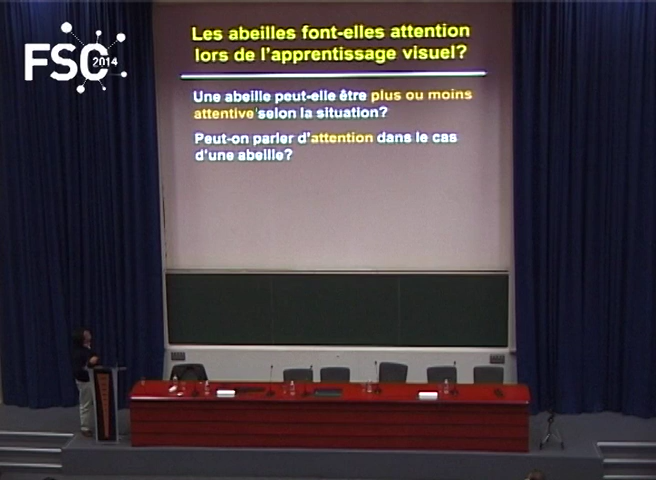 FSC 2014
Les abeilles font-elles attention
lors de l'apprentissage visuel?
Une abeille peut-elle être plus ou moins
attentive selon la situation?
Peut-on parler d'attention dans le cas
d'une abeille?